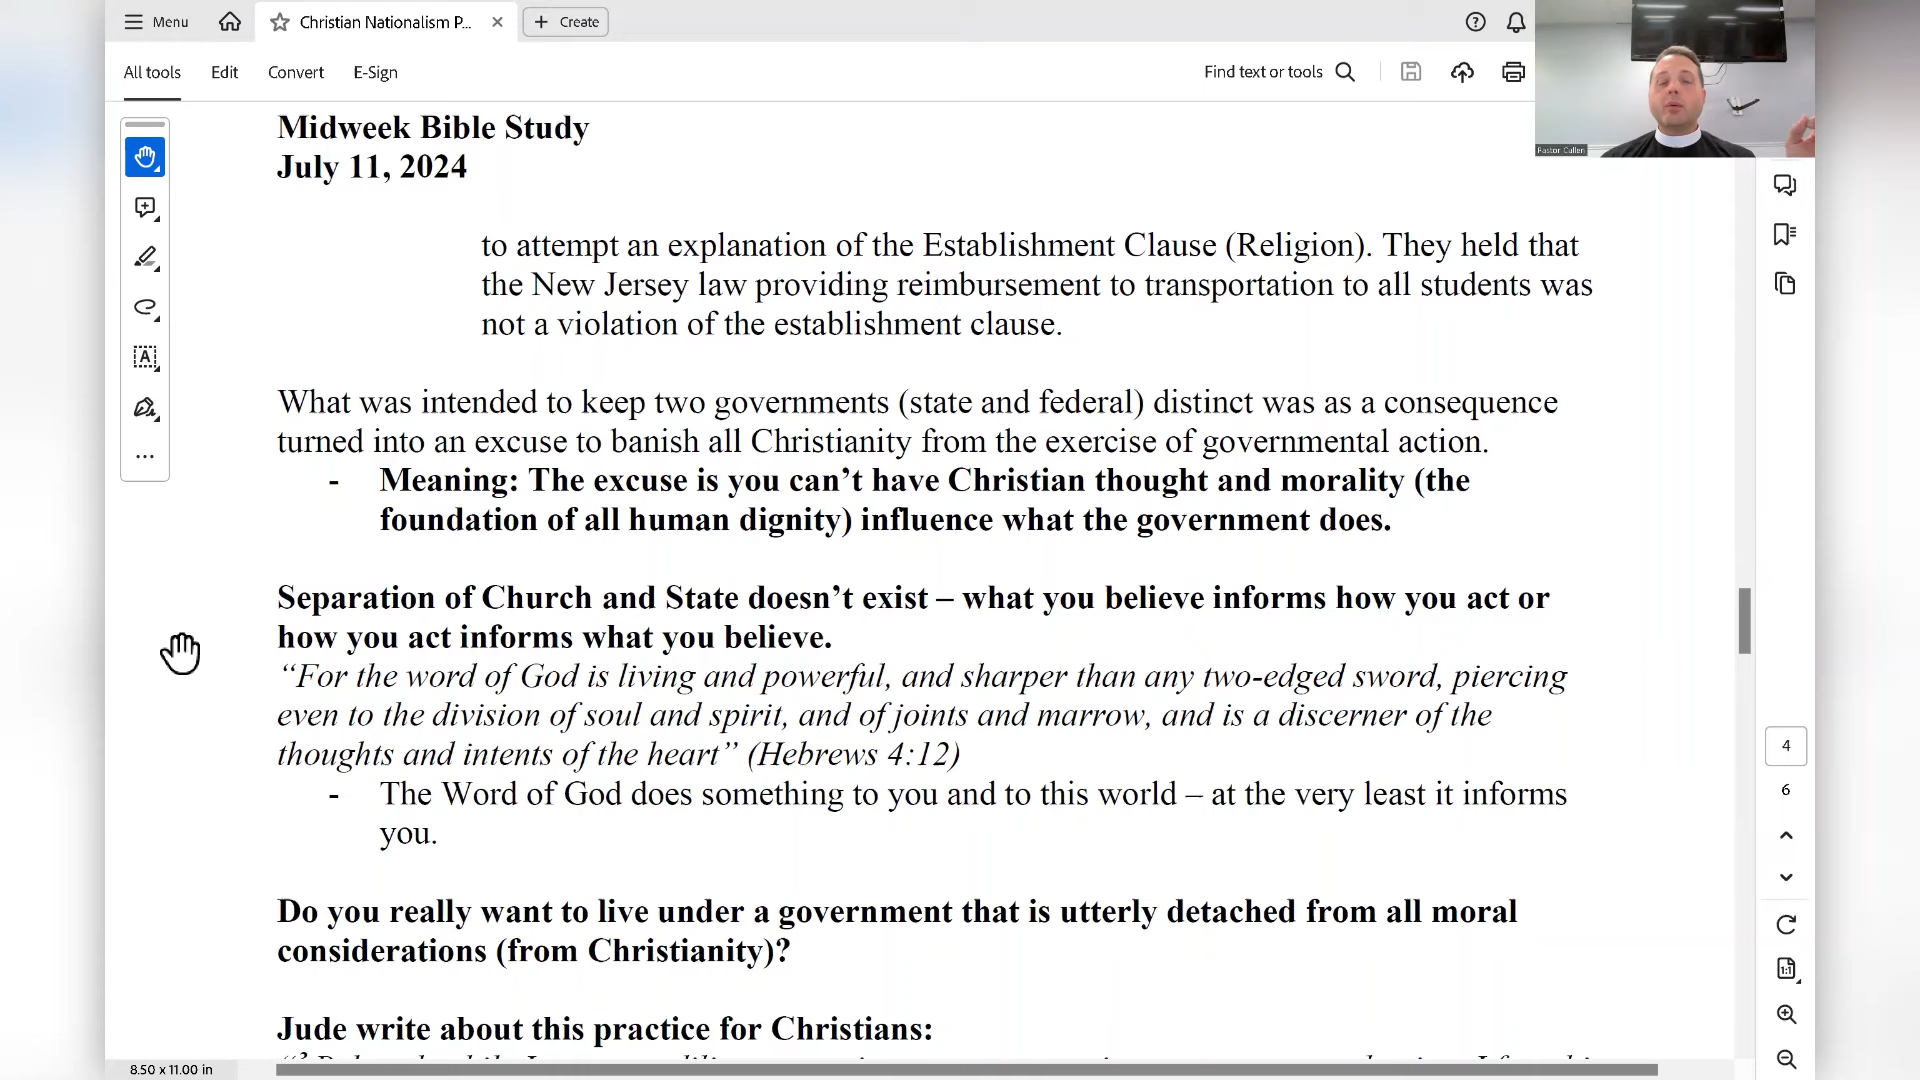 Menu
Christian Nationalism P...
Create
All tools
Edit
Convert
E-Sign
Find text or tools
Pastor Cullen
Midweek Bible Study
July 11, 2024
to attempt an explanation of the Establishment Clause (Religion). They held that
the New Jersey law providing reimbursement to transportation to all students was
not a violation of the establishment clause.
What was intended to keep two governments (state and federal) distinct was as a consequence
turned into an excuse to banish all Christianity from the exercise of governmental action.
- Meaning: The excuse is you can’t have Christian thought and morality (the
foundation of all human dignity) influence what the government does.
Separation of Church and State doesn’t exist – what you believe informs how you act or
how you act informs what you believe.
“For the word of God is living and powerful, and sharper than any two-edged sword, piercing
even to the division of soul and spirit, and of joints and marrow, and is a discerner of the
thoughts and intents of the heart” (Hebrews 4:12)
- The Word of God does something to you and to this world – at the very least it informs
you.
Do you really want to live under a government that is utterly detached from all moral
considerations (from Christianity)?
Jude write about this practice for Christians:
4
6
8.50 x 11.00 in